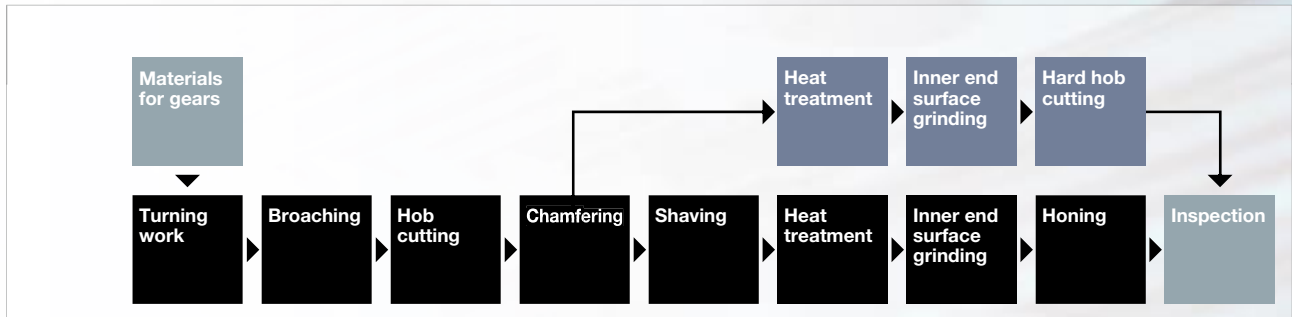 Materials
for gears
Heat
treatment
Inner end
surface
grinding
Hard hob
cutting
Turning
work
Broaching
Hob
cutting
Chamfering
Shaving
Heat
treatment
Inner end
surface
grinding
Honing
Inspection